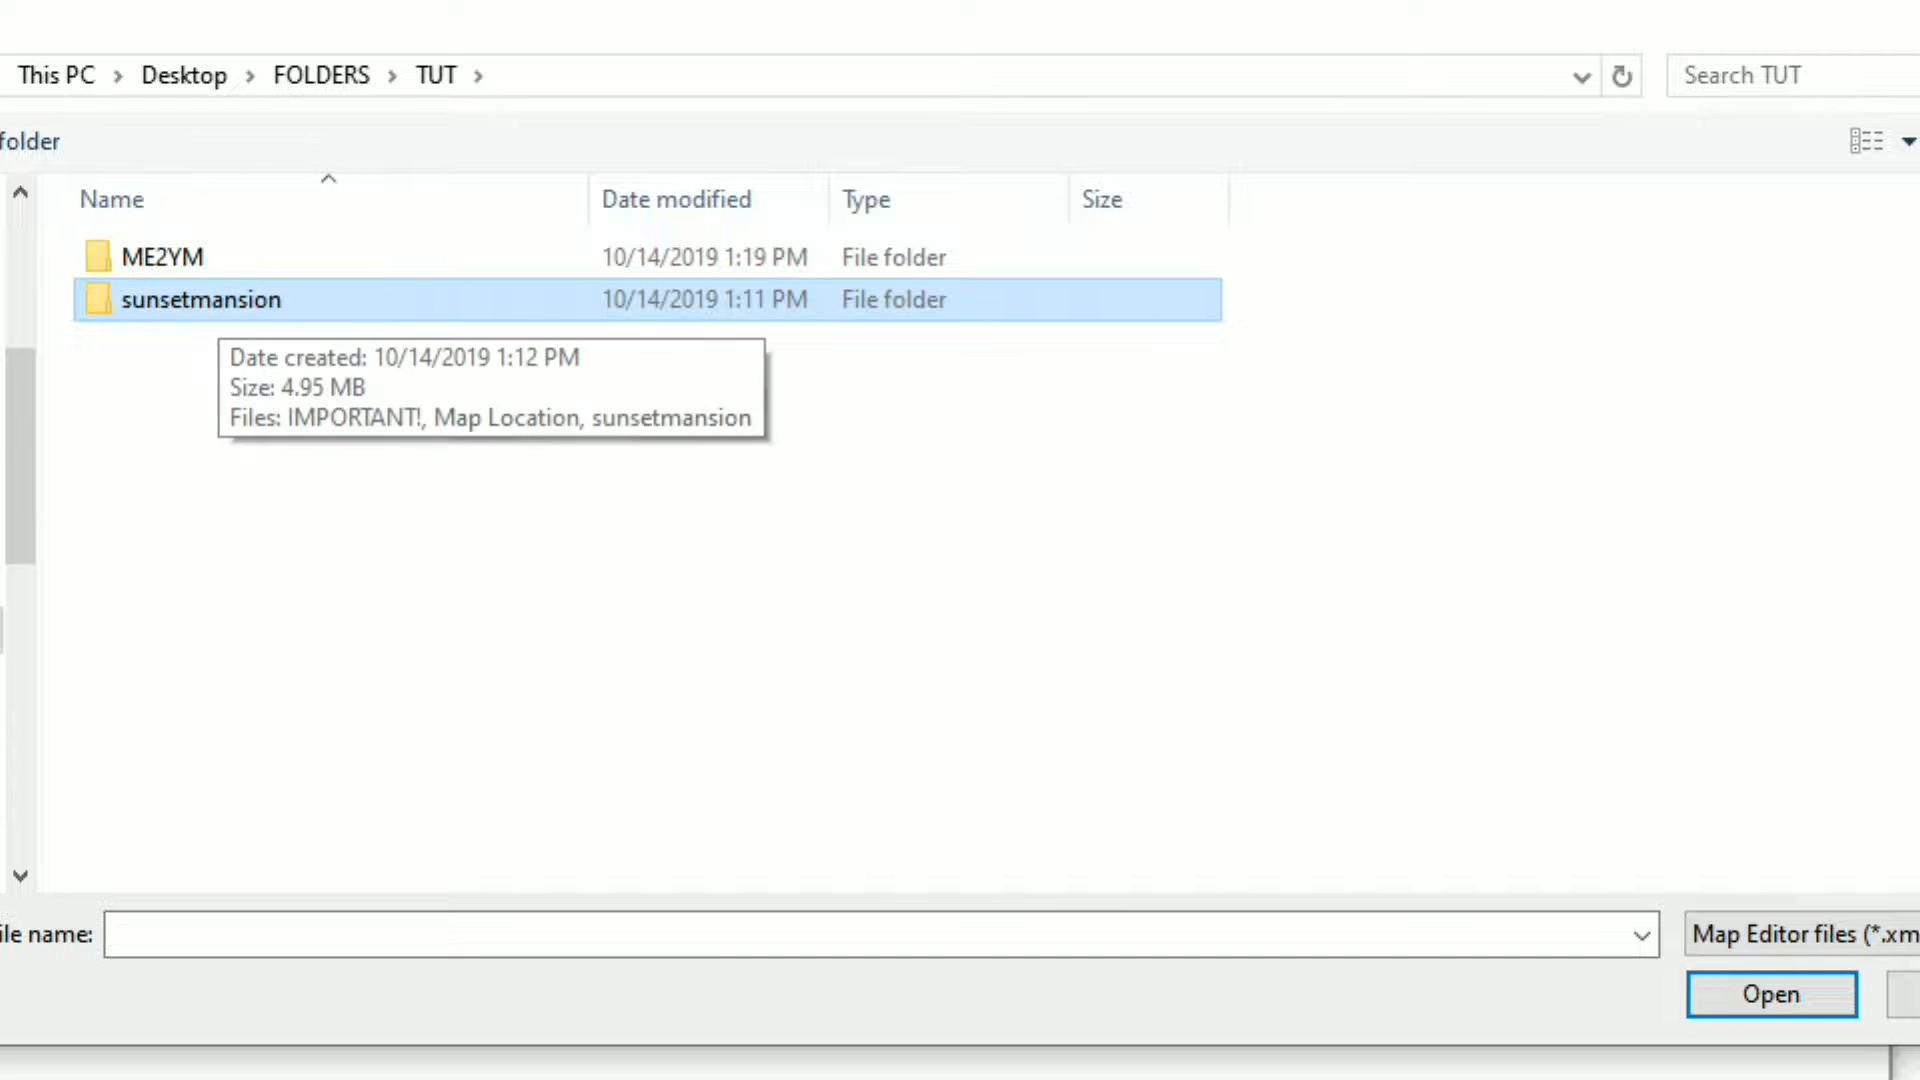 This PC > Desktop > FOLDERS > TUT >
Search TUT
folder
Name Date modified Type Size
ME2YM 10/14/2019 1:19 PM File folder
sunsetmansion 10/14/2019 1:11 PM File folder
Date created: 10/14/2019 1:12 PM
Size: 4.95 MB
Files: IMPORTANT!, Map Location, sunsetmansion
ile name:
Map Editor files (*.xm
Open